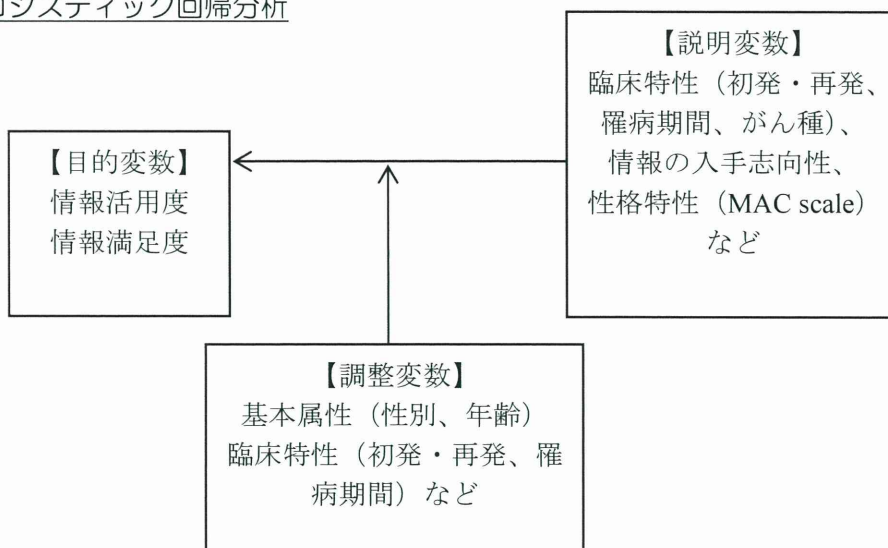 ロジスティック回帰分析
【説明変数】
臨床特性（初発・再発、
罹病期間、がん種）、
情報の入手志向性、
性格特性（MAC scale）
など
【目的変数】
情報活用度
情報満足度
【調整変数】
基本属性（性別、年齢）
臨床特性（初発・再発、罹
病期間）など